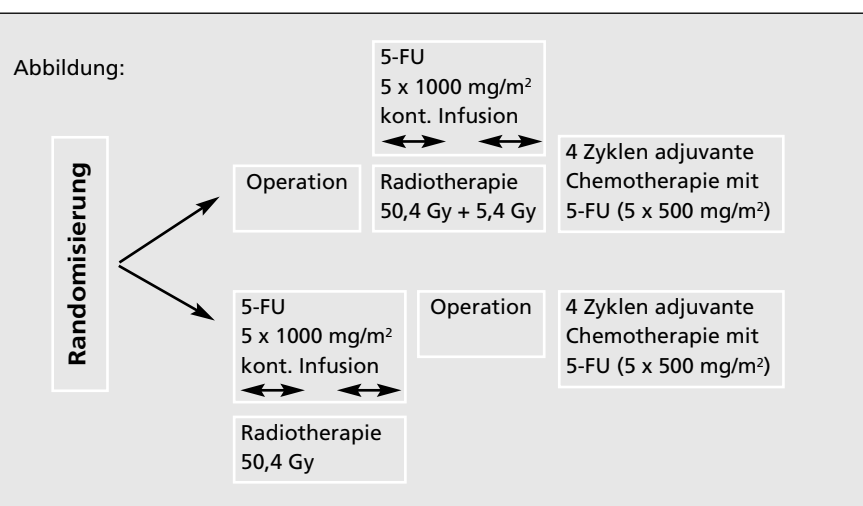 Abbildung:
Randomisierung
Operation
5-FU
5 x 1000 mg/m²
kont. Infusion
Radiotherapie
50,4 Gy + 5,4 Gy
4 Zyklen adjuvante
Chemotherapie mit
5-FU (5 x 500 mg/m²)
5-FU
5 x 1000 mg/m²
kont. Infusion
Radiotherapie
50,4 Gy
Operation
4 Zyklen adjuvante
Chemotherapie mit
5-FU (5 x 500 mg/m²)